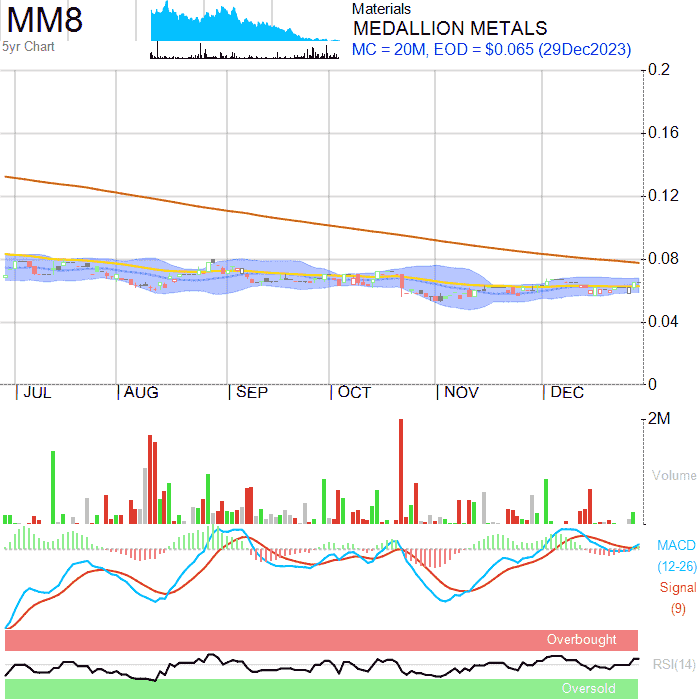 MM8
5yr Chart
Materials
MEDALLION METALS
MC = 20M, EOD = $0.065 (29Dec2023)
0.2
0.16
0.12
0.08
0.04
0
JUL AUG SEP OCT NOV DEC
2M
Volume
MACD
(12-26)
Signal
(9)
Overbought
RSI(14)
Oversold